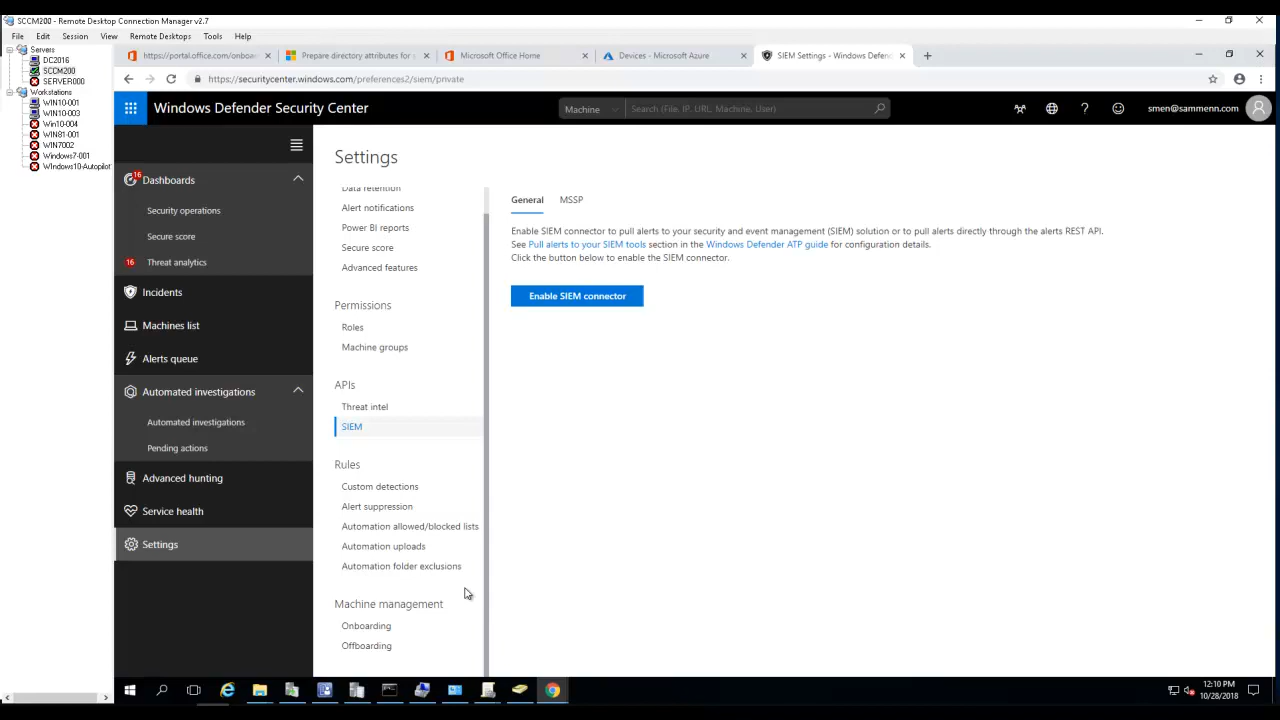 SCCM200 - Remote Desktop Connection Manager v2.7
File Edit Session View Remote Desktops Tools Help
Servers
DC2016
SCCM200
SERVER000
Workstations
WIN10-001
WIN10-003
Win10-004
WIN81-001
WIN7002
Windows7-001
Windows10-Autopilot
https://portal.office.com/onboa
Prepare directory attributes for s
Microsoft Office Home
Devices - Microsoft Azure
SIEM Settings - Windows Defen
https://securitycenter.windows.com/preferences2/siem/private
Windows Defender Security Center
Machine
Search (File, IP, URL, Machine, User)
smen@sammenn.com
16
Dashboards
Security operations
Secure score
16
Threat analytics
Incidents
Machines list
Alerts queue
Automated investigations
Automated investigations
Pending actions
Advanced hunting
Service health
Settings
Settings
Data retention
Alert notifications
Power BI reports
Secure score
Advanced features
Permissions
Roles
Machine groups
APIs
Threat intel
SIEM
Rules
Custom detections
Alert suppression
Automation allowed/blocked lists
Automation uploads
Automation folder exclusions
Machine management
Onboarding
Offboarding
General MSSP
Enable SIEM connector to pull alerts to your security and event management (SIEM) solution or to pull alerts directly through the alerts REST API.
See Pull alerts to your SIEM tools section in the Windows Defender ATP guide for configuration details.
Click the button below to enable the SIEM connector.
Enable SIEM connector
12:10 PM
10/28/2018